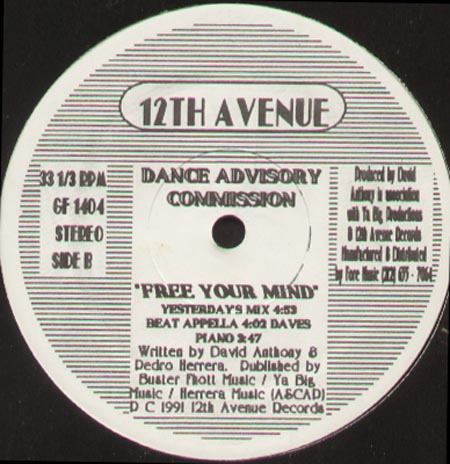 12TH AVENUE
DANCE ADVISORY
COMMISSION
33 1/3 RPM
GF 1404
STEREO
SIDE B
Produced by David
Anthony in association
with Ya Big Productions
& 12th Avenue Records
Manufactured & Distributed
by Fore Music (212)
"FREE YOUR MIND"
YESTERDAY'S MIX 4:53
BEAT APPELLA 4:02 DAVES
PIANO 2:47
Written by David Anthony &
Pedro Herrera. Published by
Buster Music / Ya Big
Music / Herrera Music (ASCAP)
P C 1991 12th Avenue Records